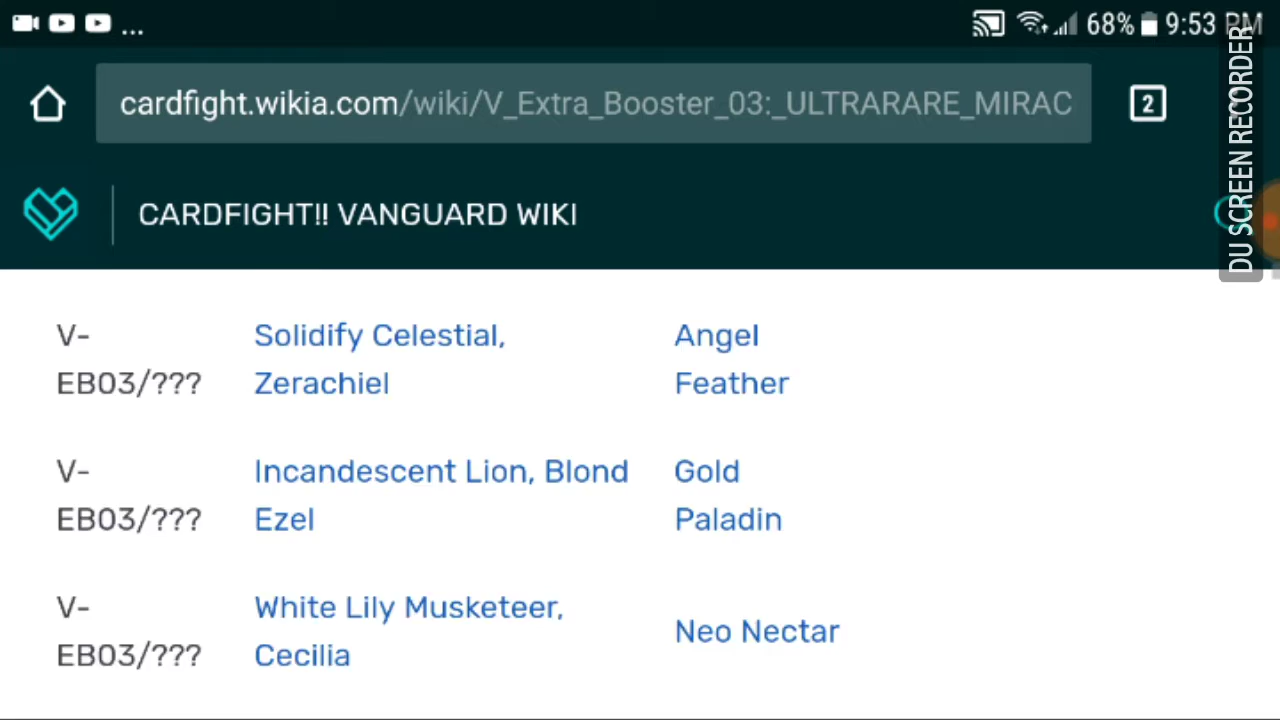 ... 68% 9:53 PM
cardfight.wikia.com/wiki/V_Extra_Booster_03:_ULTRARARE_MIRAC
2
DU SCREEN RECORDER
CARDFIGHT!! VANGUARD WIKI
V- Solidify Celestial, Angel
EB03/??? Zerachiel Feather
V- Incandescent Lion, Blond Gold
EB03/??? Ezel Paladin
V- White Lily Musketeer,
Neo Nectar
EB03/??? Cecilia